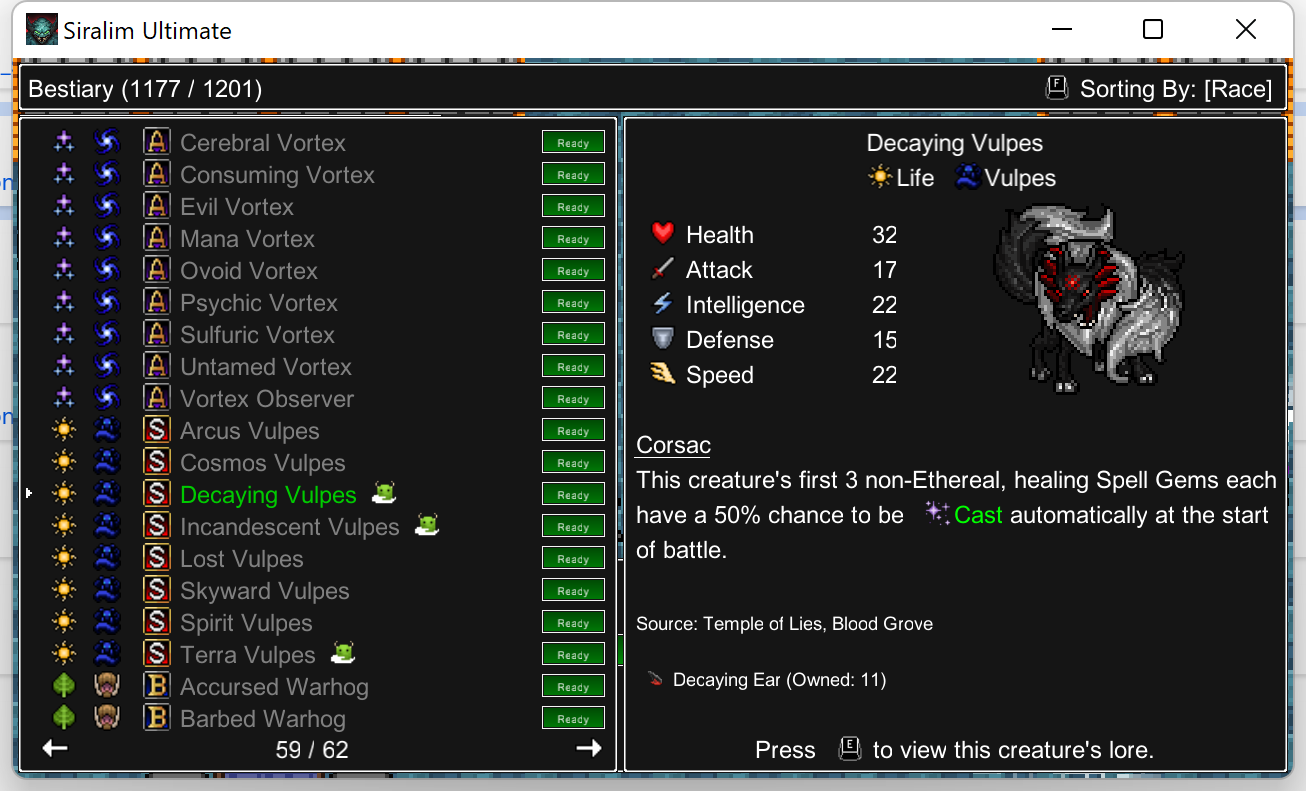 Siralim Ultimate
Bestiary (1177 / 1201)
F Sorting By: [Race]
A Cerebral Vortex Ready
A Consuming Vortex Ready
A Evil Vortex Ready
A Mana Vortex Ready
A Ovoid Vortex Ready
A Psychic Vortex Ready
A Sulfuric Vortex Ready
A Untamed Vortex Ready
A Vortex Observer Ready
S Arcus Vulpes Ready
S Cosmos Vulpes Ready
S Decaying Vulpes Ready
S Incandescent Vulpes Ready
S Lost Vulpes Ready
S Skyward Vulpes Ready
S Spirit Vulpes Ready
S Terra Vulpes Ready
B Accursed Warhog Ready
B Barbed Warhog Ready
59 / 62
Decaying Vulpes
Life Vulpes
Health 32
Attack 17
Intelligence 22
Defense 15
Speed 22
Corsac
This creature's first 3 non-Ethereal, healing Spell Gems each
have a 50% chance to be Cast automatically at the start
of battle.
Source: Temple of Lies, Blood Grove
Decaying Ear (Owned: 11)
Press E to view this creature's lore.